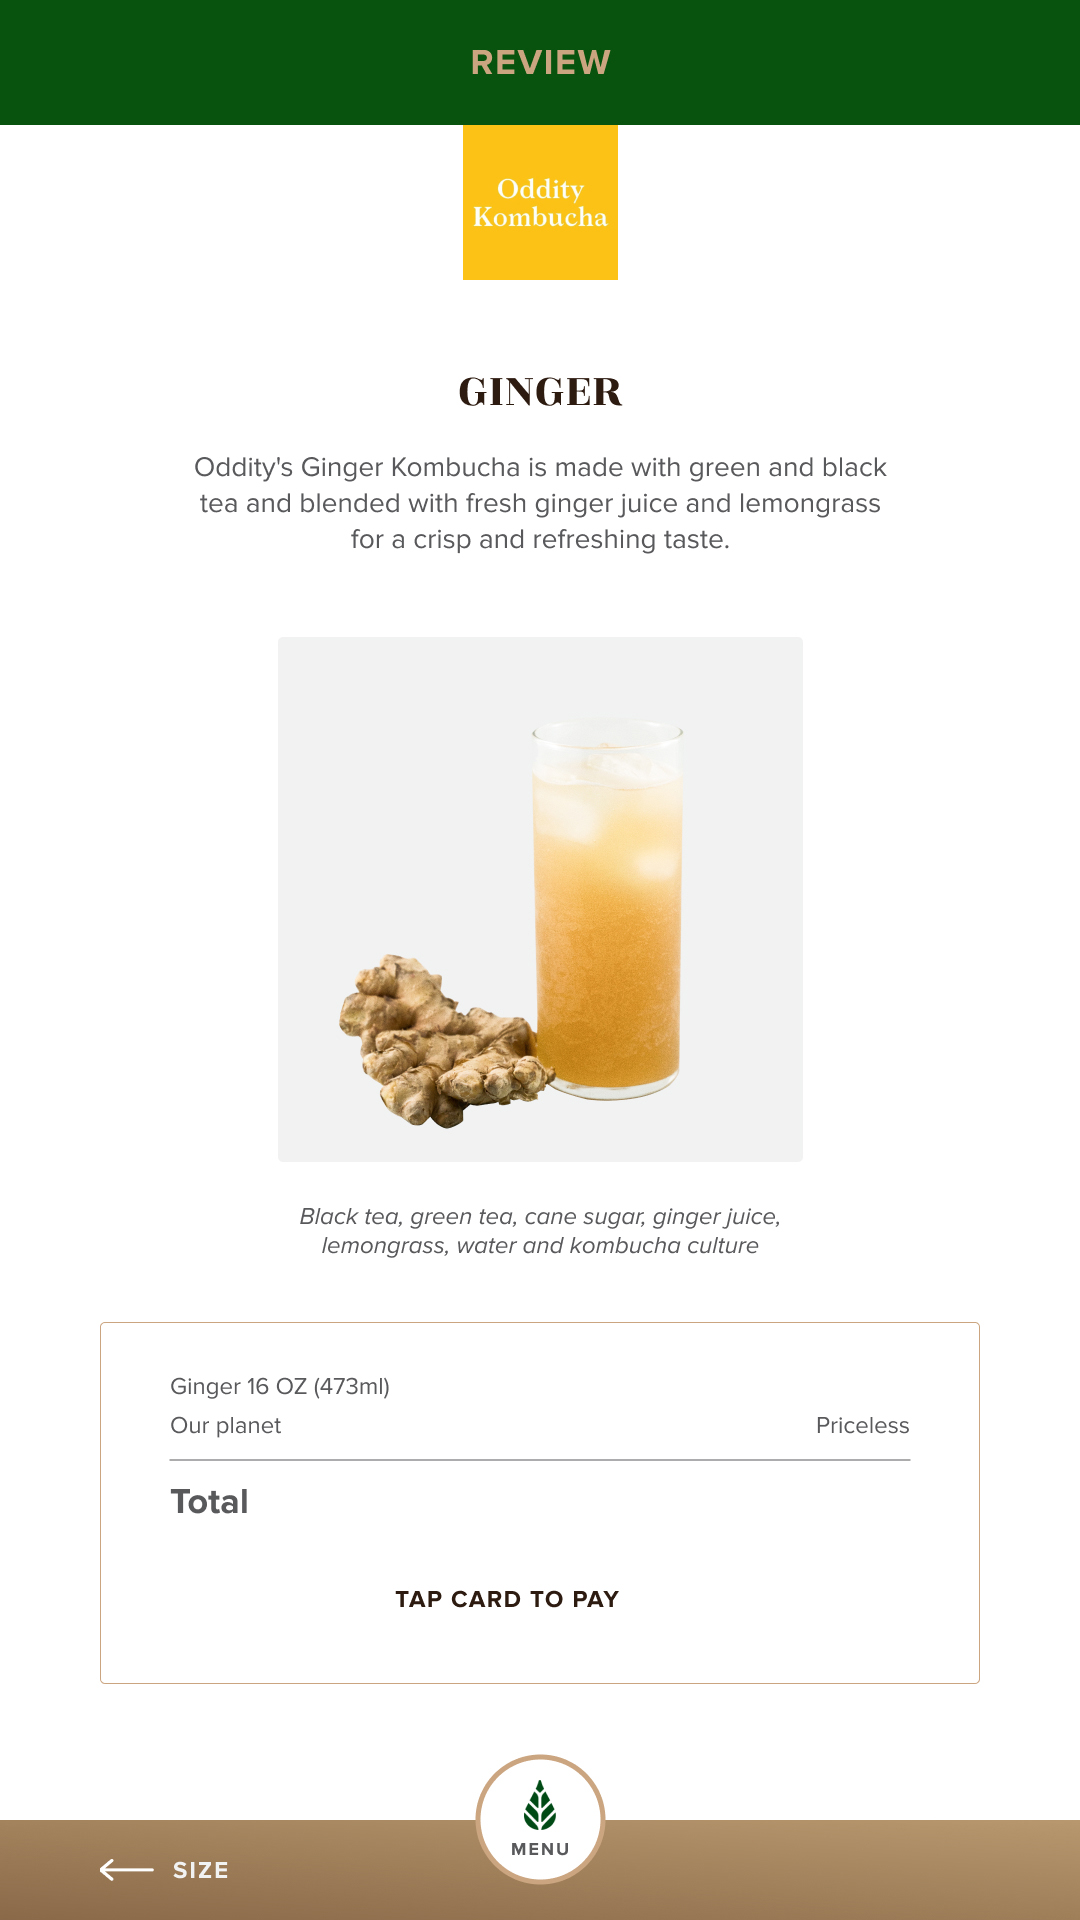 REVIEW
Oddity
Kombucha
GINGER
Oddity's Ginger Kombucha is made with green and black
tea and blended with fresh ginger juice and lemongrass
for a crisp and refreshing taste.
Black tea, green tea, cane sugar, ginger juice,
lemongrass, water and kombucha culture
Ginger 16 OZ (473ml)
Our planet Priceless
Total
TAP CARD TO PAY
MENU
SIZE